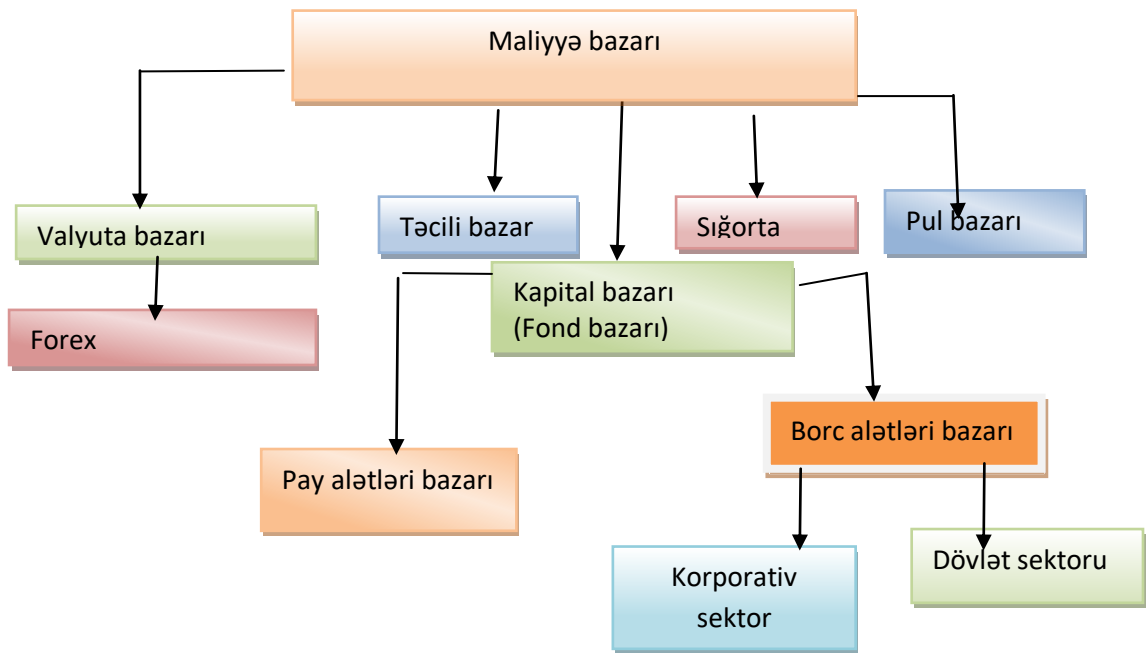 Maliyyə bazarı
Valyuta bazarı
Təcili bazar
Sığorta
Pul bazarı
Kapital bazarı
(Fond bazarı)
Forex
Borc alətləri bazarı
Pay alətləri bazarı
Korporativ
sektor
Dövlət sektoru